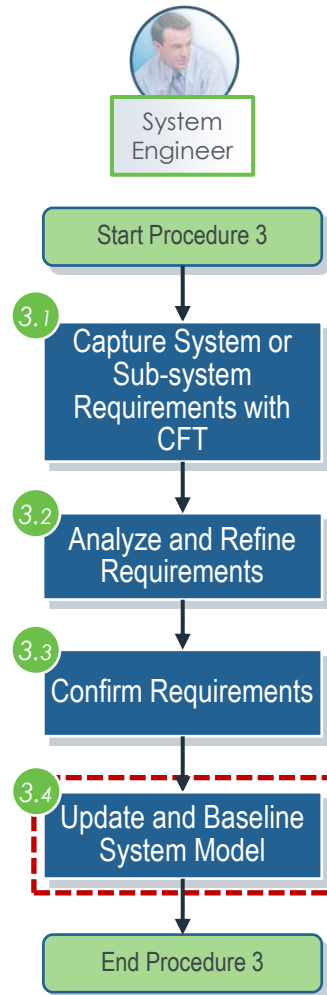 System
Engineer
Start Procedure 3
3.1
Capture System or
Sub-system
Requirements with
CFT
3.2
Analyze and Refine
Requirements
3.3
Confirm Requirements
3.4
Update and Baseline
System Model
End Procedure 3